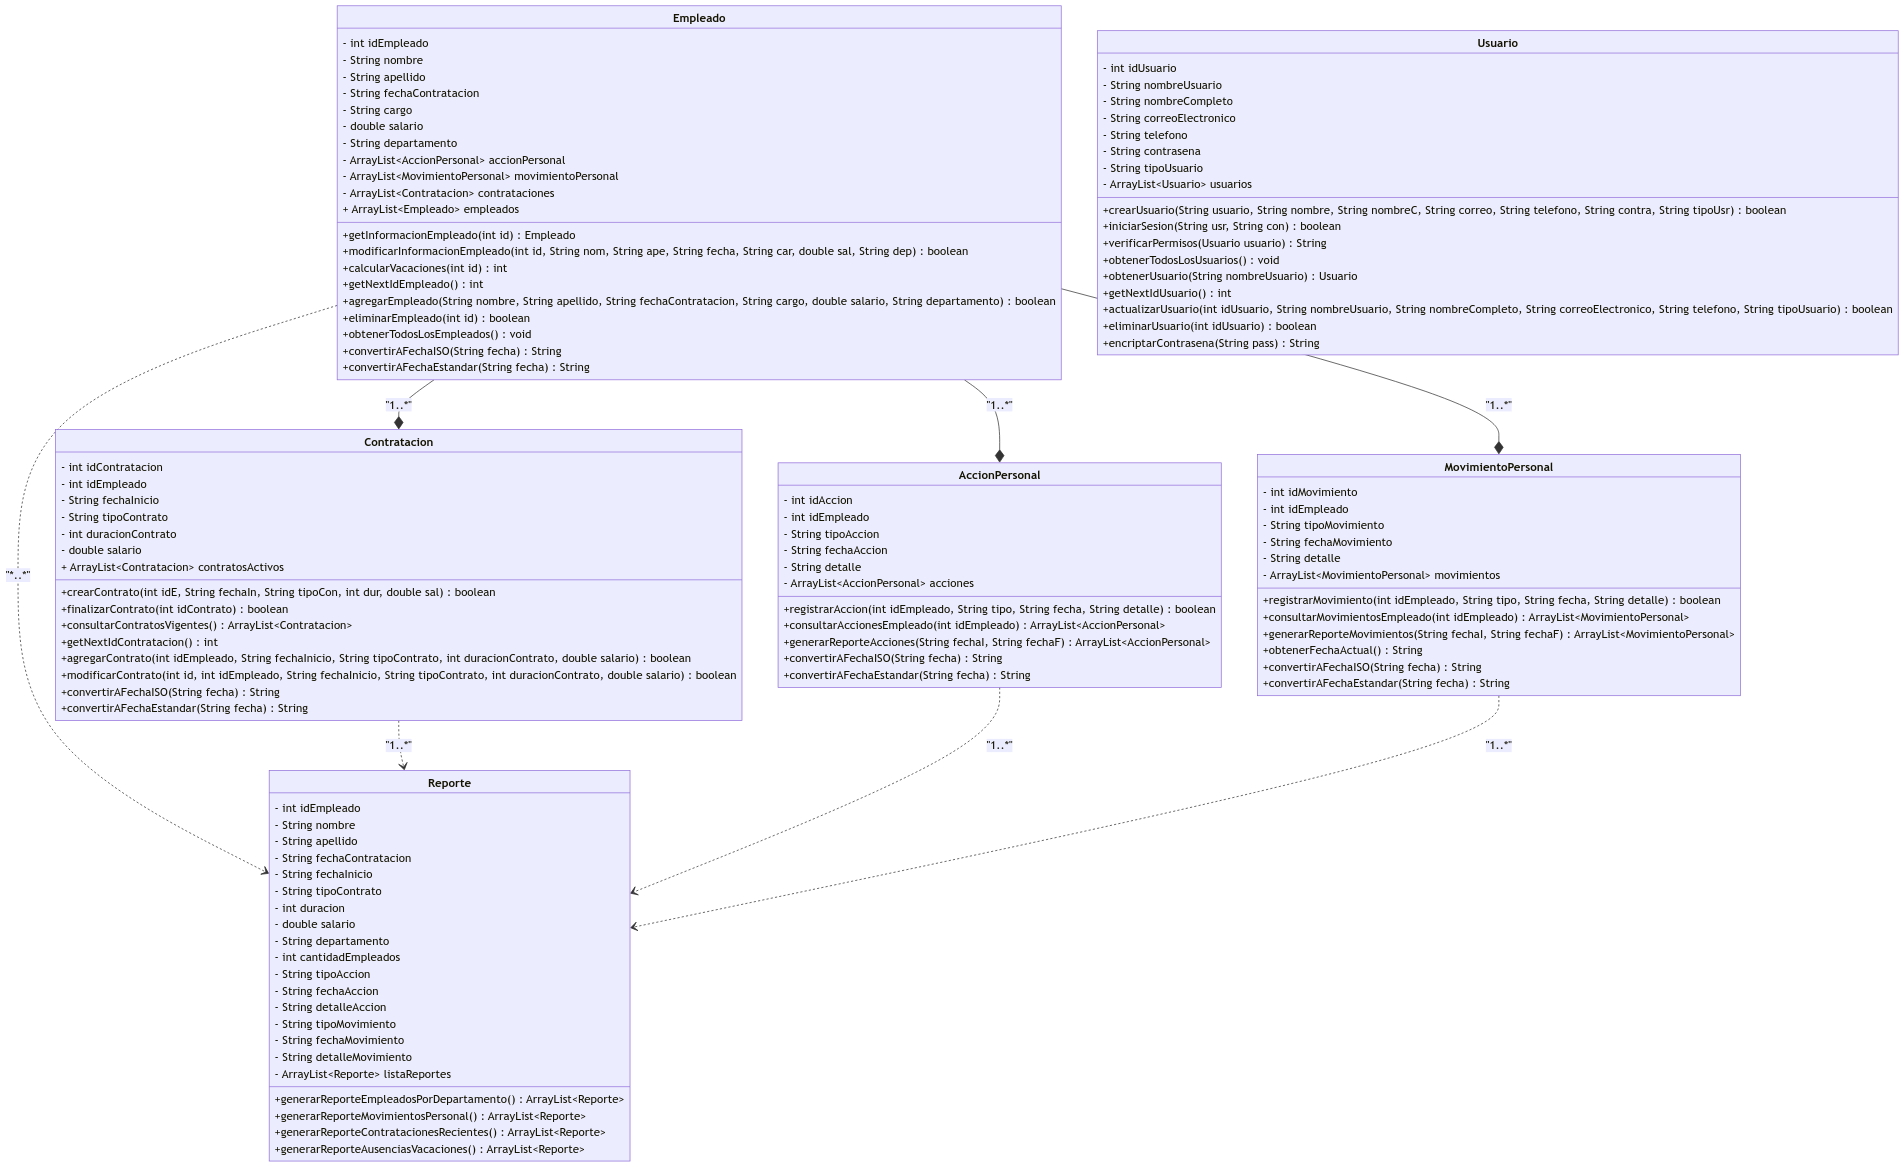 Empleado
- int idEmpleado
- String nombre
- String apellido
- String fechaContratacion
- String cargo
- double salario
- String departamento
- ArrayList<AccionPersonal> accionPersonal
- ArrayList<MovimientoPersonal> movimientoPersonal
- ArrayList<Contratacion> contrataciones
+ ArrayList<Empleado> empleados
+getInformacionEmpleado(int id) : Empleado
+modificarInformacionEmpleado(int id, String nom, String ape, String fecha, String car, double sal, String dep) : boolean
+calcularVacaciones(int id) : int
+getNextIdEmpleado() : int
+agregarEmpleado(String nombre, String apellido, String fechaContratacion, String cargo, double salario, String departamento) : boolean
+eliminarEmpleado(int id) : boolean
+obtenerTodosLosEmpleados() : void
+convertirAFechaISO(String fecha) : String
+convertirAFechaEstandar(String fecha) : String
Usuario
- int idUsuario
- String nombreUsuario
- String nombreCompleto
- String correoElectronico
- String telefono
- String contrasena
- String tipoUsuario
- ArrayList<Usuario> usuarios
+crearUsuario(String usuario, String nombre, String nombreC, String correo, String telefono, String contra, String tipoUsr) : boolean
+iniciarSesion(String usr, String con) : boolean
+verificarPermisos(Usuario usuario) : String
+obtenerTodosLosUsuarios() : void
+obtenerUsuario(String nombreUsuario) : Usuario
+getNextIdUsuario() : int
+actualizarUsuario(int idUsuario, String nombreUsuario, String nombreCompleto, String correoElectronico, String telefono, String tipoUsuario) : boolean
+eliminarUsuario(int idUsuario) : boolean
+encriptarContrasena(String pass) : String
"1..*"
"1..*"
"1..*"
Contratacion
- int idContratacion
- int idEmpleado
- String fechaInicio
- String tipoContrato
- int duracionContrato
- double salario
+ ArrayList<Contratacion> contratosActivos
+crearContrato(int idE, String fechaIn, String tipoCon, int dur, double sal) : boolean
+finalizarContrato(int idContrato) : boolean
+consultarContratosVigentes() : ArrayList<Contratacion>
+getNextIdContratacion() : int
+agregarContrato(int idEmpleado, String fechaInicio, String tipoContrato, int duracionContrato, double salario) : boolean
+modificarContrato(int id, int idEmpleado, String fechaInicio, String tipoContrato, int duracionContrato, double salario) : boolean
+convertirAFechaISO(String fecha) : String
+convertirAFechaEstandar(String fecha) : String
AccionPersonal
- int idAccion
- int idEmpleado
- String tipoAccion
- String fechaAccion
- String detalle
- ArrayList<AccionPersonal> acciones
+registrarAccion(int idEmpleado, String tipo, String fecha, String detalle) : boolean
+consultarAccionesEmpleado(int idEmpleado) : ArrayList<AccionPersonal>
+generarReporteAcciones(String fechaI, String fechaF) : ArrayList<AccionPersonal>
+convertirAFechaISO(String fecha) : String
+convertirAFechaEstandar(String fecha) : String
MovimientoPersonal
- int idMovimiento
- int idEmpleado
- String tipoMovimiento
- String fechaMovimiento
- String detalle
- ArrayList<MovimientoPersonal> movimientos
+registrarMovimiento(int idEmpleado, String tipo, String fecha, String detalle) : boolean
+consultarMovimientosEmpleado(int idEmpleado) : ArrayList<MovimientoPersonal>
+generarReporteMovimientos(String fechaI, String fechaF) : ArrayList<MovimientoPersonal>
+obtenerFechaActual() : String
+convertirAFechaISO(String fecha) : String
+convertirAFechaEstandar(String fecha) : String
"*..*"
"1..*"
"1..*"
"1..*"
Reporte
- int idEmpleado
- String nombre
- String apellido
- String fechaContratacion
- String fechaInicio
- String tipoContrato
- int duracion
- double salario
- String departamento
- int cantidadEmpleados
- String tipoAccion
- String fechaAccion
- String detalleAccion
- String tipoMovimiento
- String fechaMovimiento
- String detalleMovimiento
- ArrayList<Reporte> listaReportes
+generarReporteEmpleadosPorDepartamento() : ArrayList<Reporte>
+generarReporteMovimientosPersonal() : ArrayList<Reporte>
+generarReporteContratacionesRecientes() : ArrayList<Reporte>
+generarReporteAusenciasVacaciones() : ArrayList<Reporte>